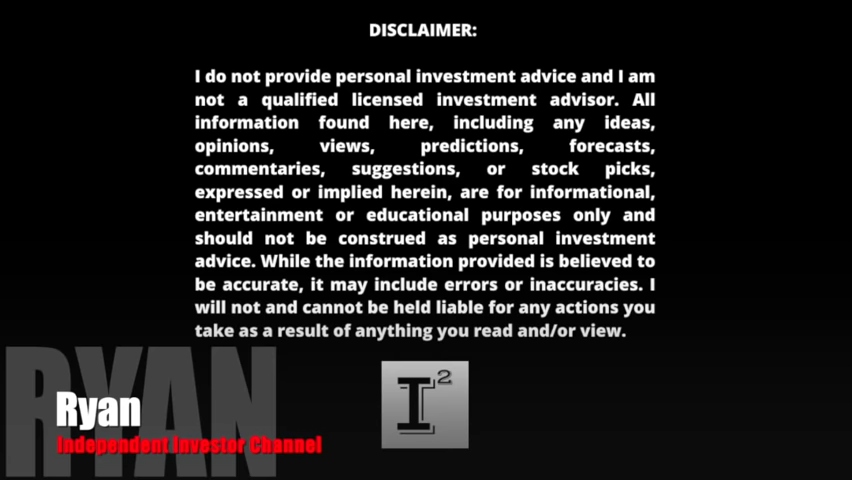 DISCLAIMER:
I do not provide personal investment advice and I am
not a qualified licensed investment advisor. All
information found here, including any ideas,
opinions, views, predictions, forecasts,
commentaries, suggestions, or stock picks,
expressed or implied herein, are for informational,
entertainment or educational purposes only and
should not be construed as personal investment
advice. While the information provided is believed to
be accurate, it may include errors or inaccuracies. I
will not and cannot be held liable for any actions you
take as a result of anything you read and/or view.
I²
RYAN
Ryan
Independent Investor Channel